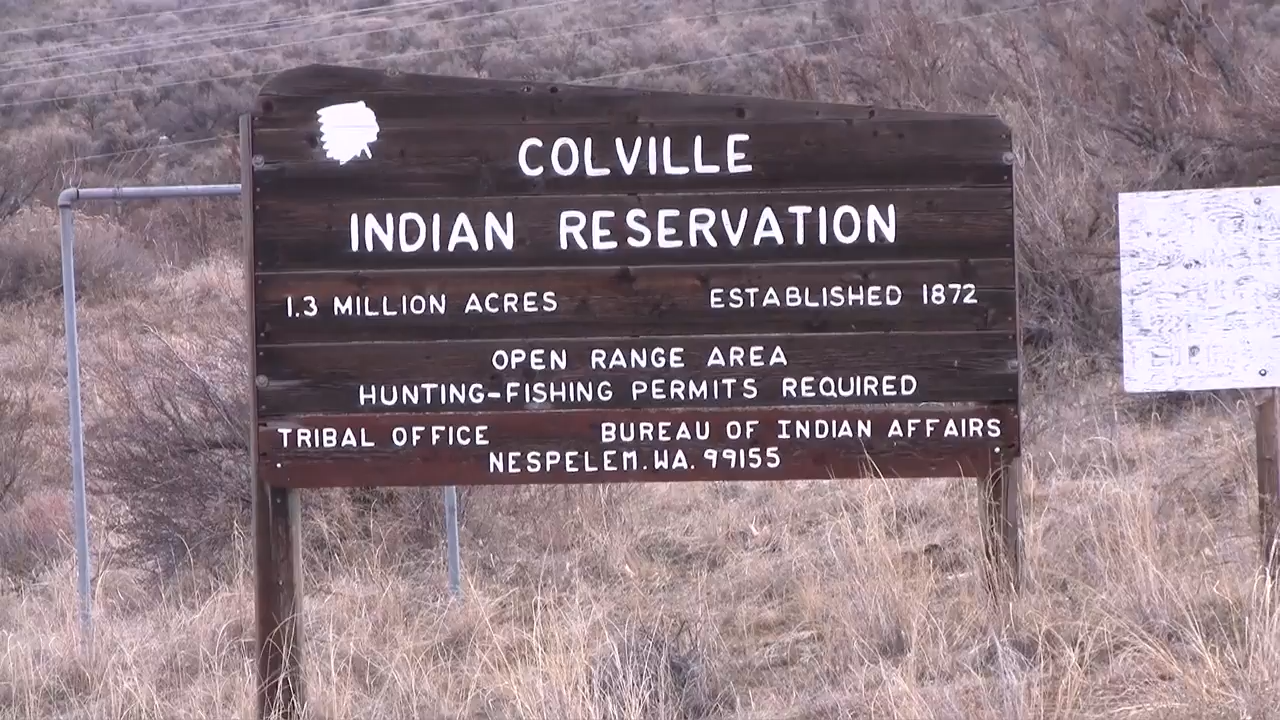 COLVILLE
INDIAN RESERVATION
1.3 MILLION ACRES ESTABLISHED 1872
OPEN RANGE AREA
HUNTING-FISHING PERMITS REQUIRED
TRIBAL OFFICE BUREAU OF INDIAN AFFAIRS
NESPELEM.WA. 99155